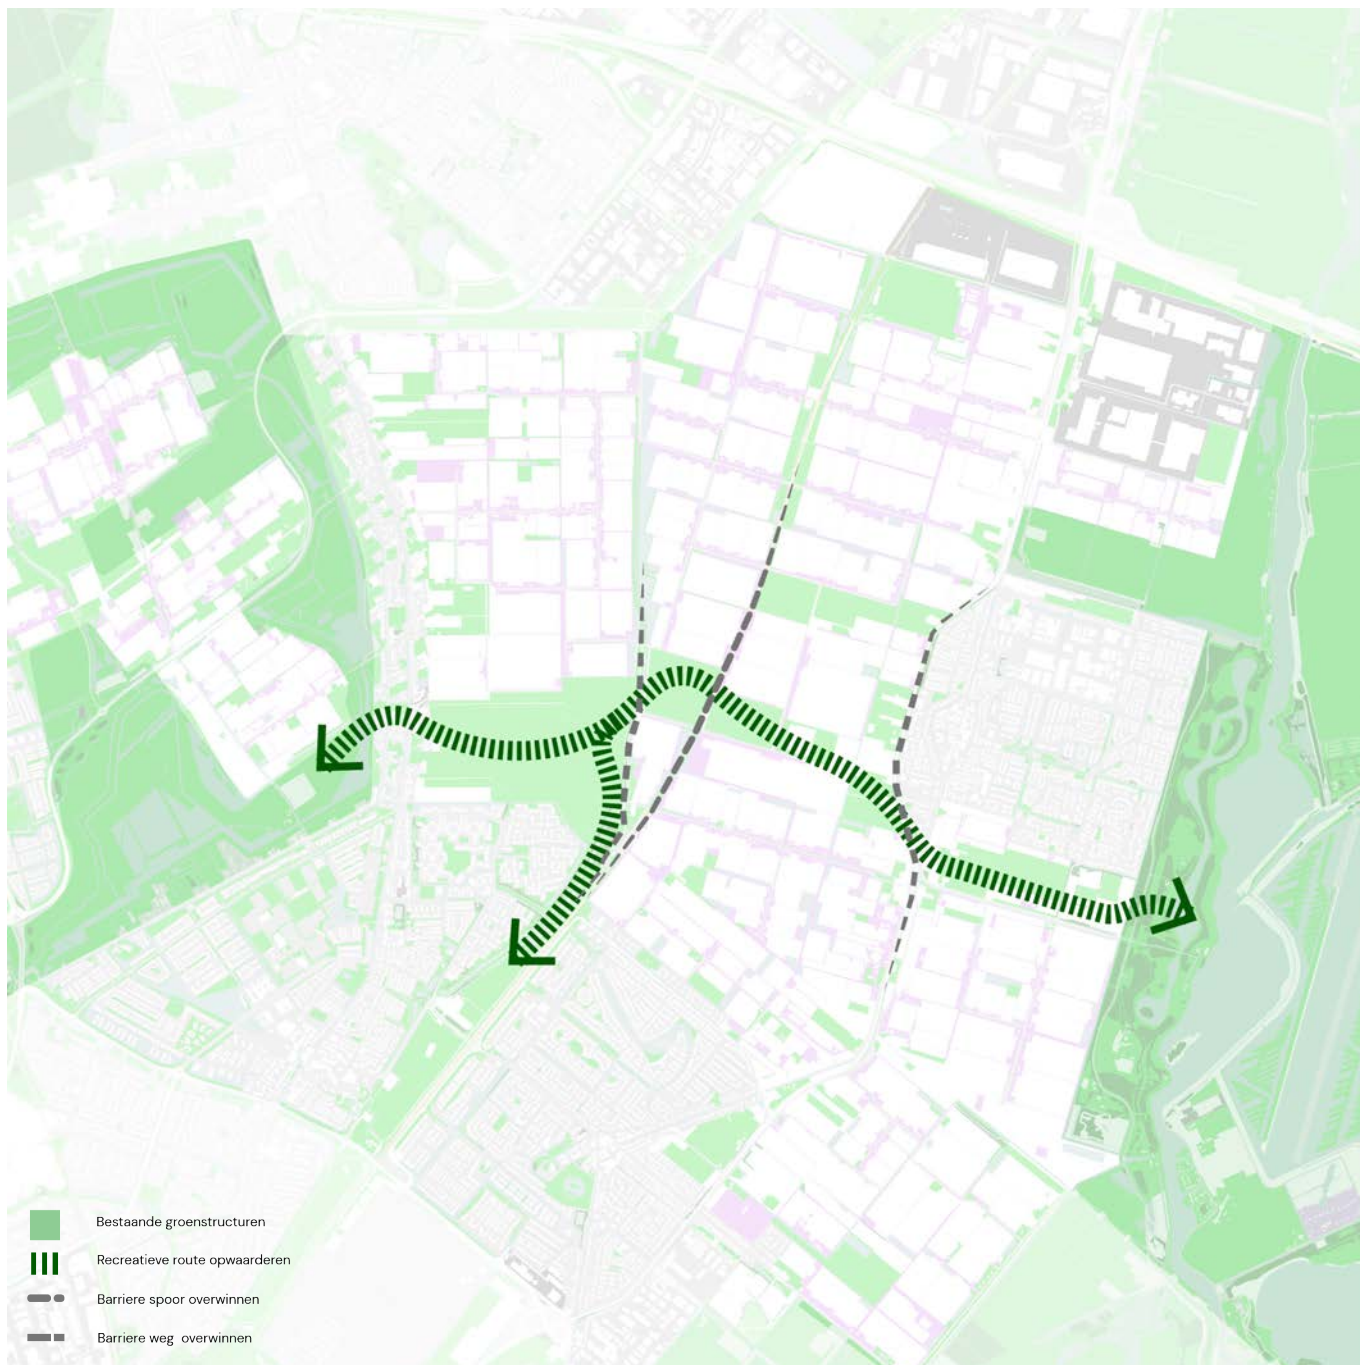 Bestaande groenstructuren
Recreatieve route opwaarderen
Barriere spoor overwinnen
Barriere weg overwinnen